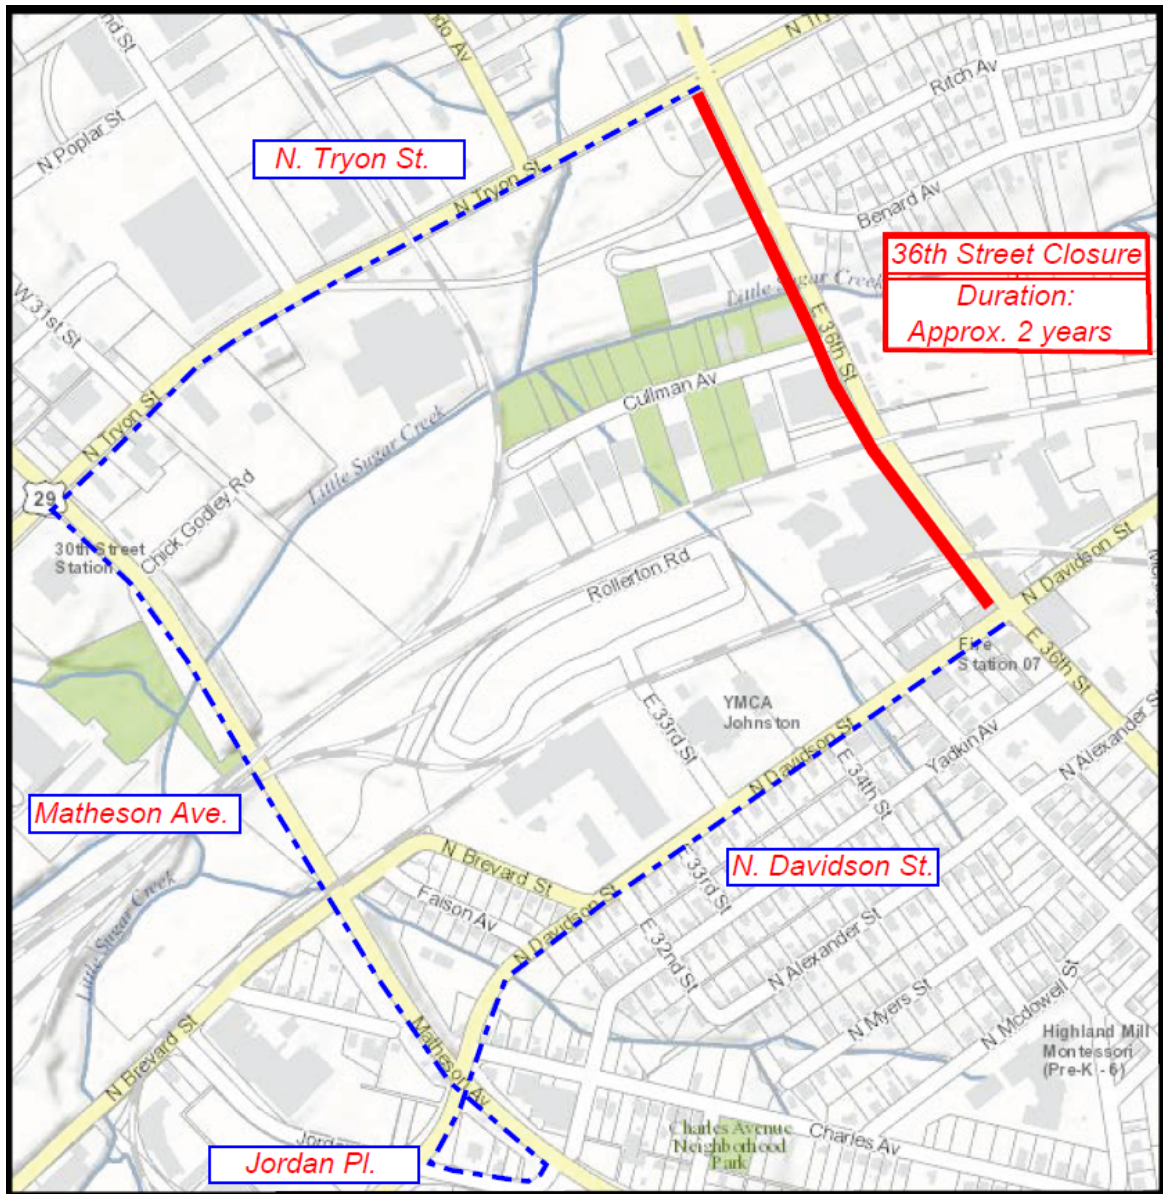 nd St
do Av
N Tr
Ritch Av
N Poplar St
N. Tryon St.
N Tryon St
Benard Av
36th Street Closure
Duration:
Approx. 2 years
Little Sugar Creek
W 31st St
E 36th St
Cullman Av
N Tryon St
Little Sugar Creek
29
Chick Godley Rd
30th Street
Station
Rollerton Rd
N Davidson St
Fire
Station 07
E 36th St
YMCA
Johnston
E 33rd St
N Davidson St
E 34th St
Yadkin Av
N Alexander St
Matheson Ave.
N Brevard St
N. Davidson St.
E 33rd St
Faison Av
Little Sugar Creek
N Davidson St
E 32nd St
N Alexander St
N Myers St
N Mcdowell St
Matheson Av
N Brevard St
Highland Mill
Montessori
(Pre-K - 6)
Charles Avenue
Neighborhood
Park
Charles Av
Jorda
Jordan Pl.